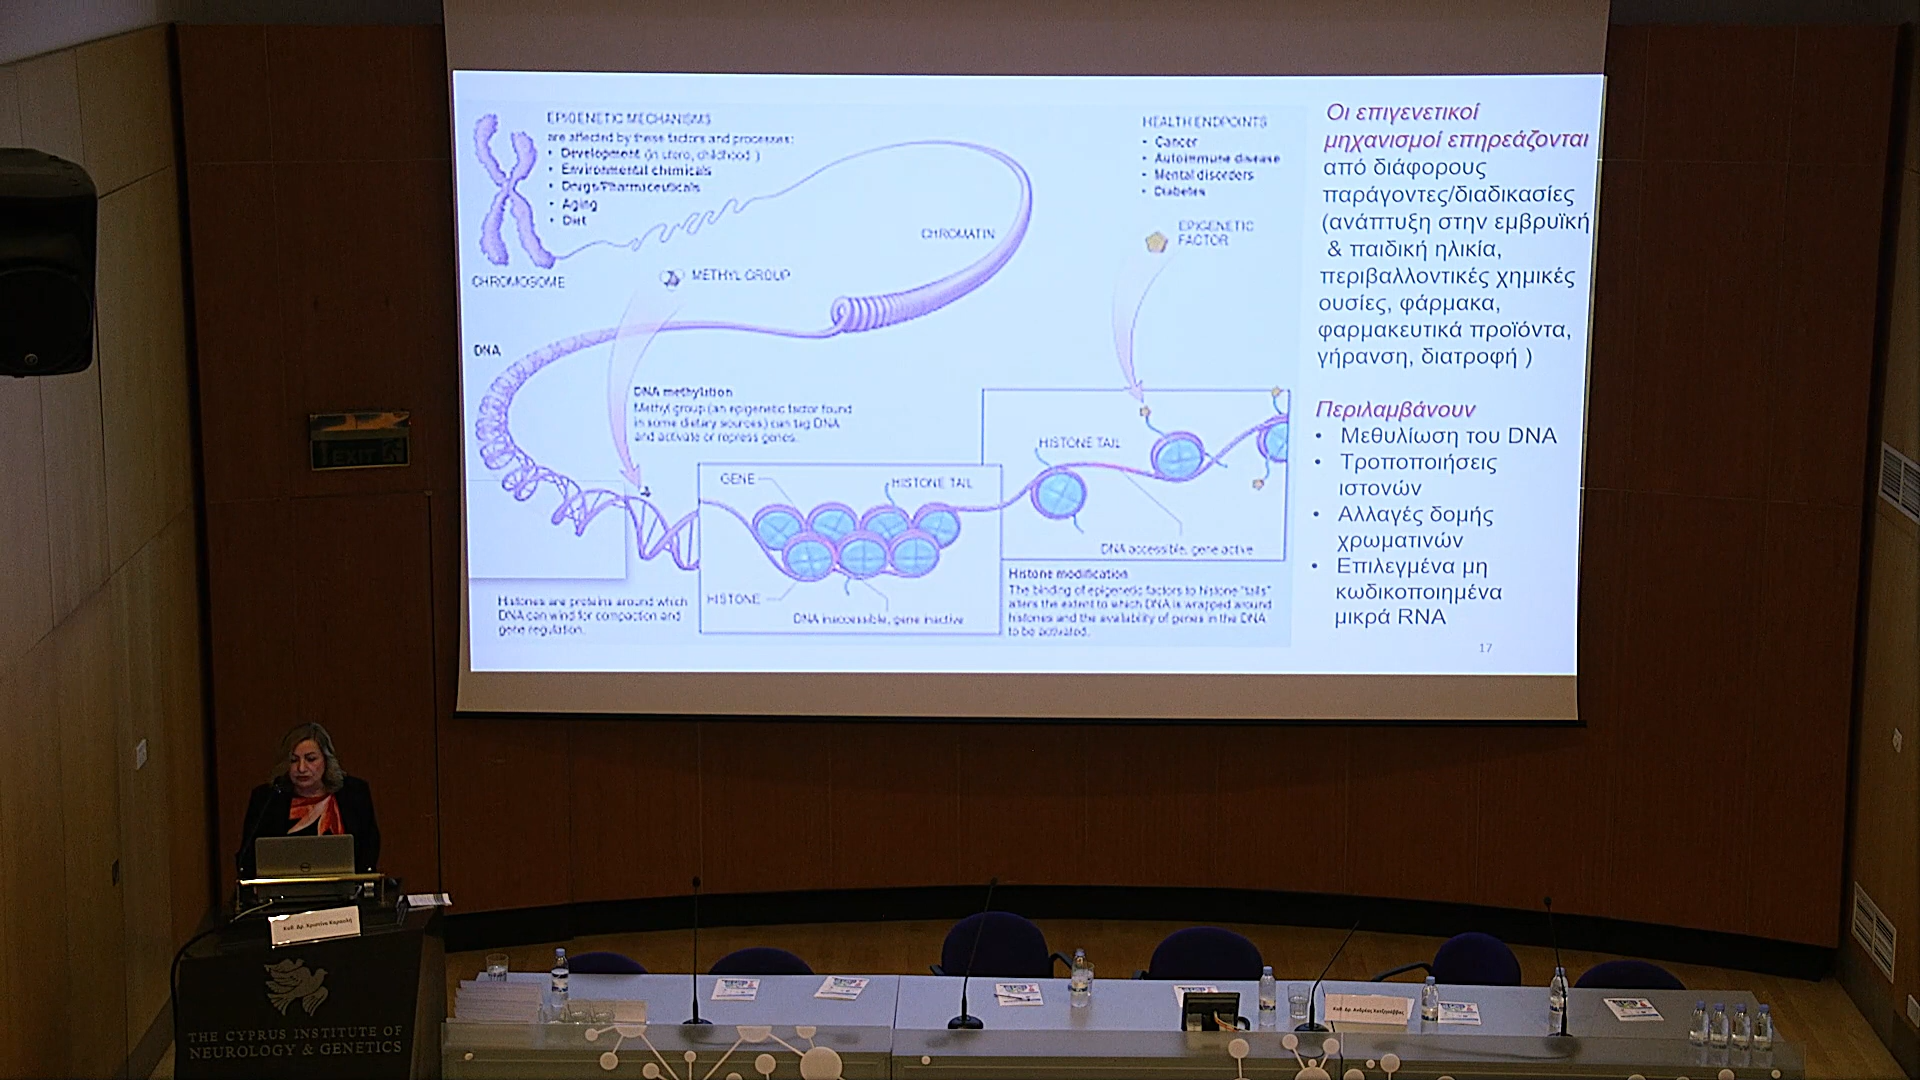 EPIGENETIC MECHANISMS
are affected by these factors and processes:
• Development (in utero, childhood)
• Environmental chemicals
• Drugs/Pharmaceuticals
• Aging
• Diet
CHROMOSOME
METHYL GROUP
CHROMATIN
DNA
HEALTH ENDPOINTS
• Cancer
• Autoimmune disease
• Mental disorders
• Diabetes
EPIGENETIC
FACTOR
DNA methylation
Methyl group (an epigenetic factor found
in some dietary sources) can tag DNA
and activate or repress genes.
GENE
HISTONE TAIL
HISTONE TAIL
DNA accessible, gene active
HISTONE
DNA inaccessible, gene inactive
Histones are proteins around which
DNA can wind for compaction and
gene regulation.
Histone modification
The binding of epigenetic factors to histone "tails"
alters the extent to which DNA is wrapped around
histones and the availability of genes in the DNA
to be activated.
Οι επιγενετικοί
μηχανισμοί επηρεάζονται
από διάφορους
παράγοντες/διαδικασίες
(ανάπτυξη στην εμβρυϊκή
& παιδική ηλικία,
περιβαλλοντικές χημικές
ουσίες, φάρμακα,
φαρμακευτικά προϊόντα,
γήρανση, διατροφή )
Περιλαμβάνουν
• Μεθυλίωση του DNA
• Τροποποιήσεις
ιστονών
• Αλλαγές δομής
χρωματινών
• Επιλεγμένα μη
κωδικοποιημένα
μικρά RNA
17
EXIT
THE CYPRUS INSTITUTE OF
NEUROLOGY & GENETICS